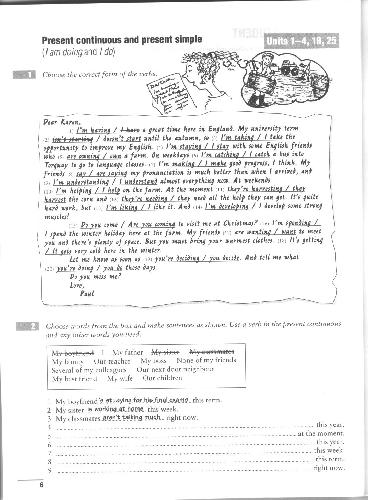 Present continuous and present simple
(I am doing and I do)
Units 1–4, 19, 25
1 Choose the correct form of the verbs.
Dear Karen,
(1) I'm having / I have a great time here in England. My university term
(2) isn't starting / doesn't start until the autumn, so (3) I'm taking / I take the
opportunity to improve my English. (4) I'm staying / I stay with some English friends
who (5) are owning / own a farm. On weekdays (6) I'm catching / I catch a bus into
Torquay to go to language classes. (7) I'm making / I make good progress, I think. My
friends (8) say / are saying my pronunciation is much better than when I arrived, and
(9) I'm understanding / I understand almost everything now. At weekends
(10) I'm helping / I help on the farm. At the moment (11) they're harvesting / they
harvest the corn and (12) they're needing / they need all the help they can get. It's quite
hard work, but (13) I'm liking / I like it. And (14) I'm developing / I develop some strong
muscles!
(15) Do you come / Are you coming to visit me at Christmas? (16) I'm spending /
I spend the winter holiday here at the farm. My friends (17) are wanting / want to meet
you and there's plenty of space. But you must bring your warmest clothes. (18) It's getting
/ It gets very cold here in the winter.
Let me know as soon as (19) you're deciding / you decide. And tell me what
(20) you're doing / you do these days.
Do you miss me?
Love,
Paul
2 Choose words from the box and make sentences as shown. Use a verb in the present continuous
and any other words you need.
My boyfriend I My father My sister My classmates
My family Our teacher My boss None of my friends
Several of my colleagues Our next door neighbour
My best friend My wife Our children
1 My boyfriend's studying for his final exams this term.
2 My sister is working at home this week.
3 My classmates aren't talking much right now.
4 this year.
5 at the moment.
6 this year.
7 this week.
8 this term.
9 right now.
6